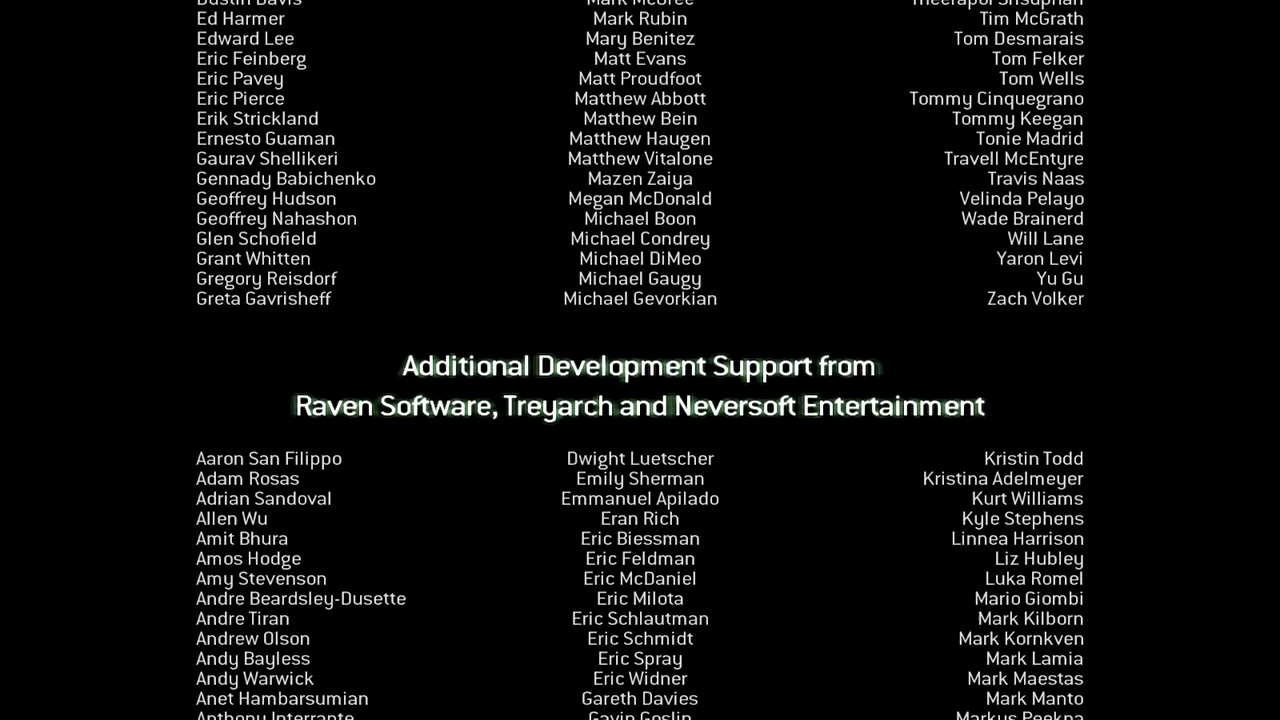 Ed Harmer
Edward Lee
Eric Feinberg
Eric Pavey
Eric Pierce
Erik Strickland
Ernesto Guaman
Gaurav Shellikeri
Gennady Babichenko
Geoffrey Hudson
Geoffrey Nahashon
Glen Schofield
Grant Whitten
Gregory Reisdorf
Greta Gavrisheff
Mark Rubin
Mary Benitez
Matt Evans
Matt Proudfoot
Matthew Abbott
Matthew Bein
Matthew Haugen
Matthew Vitalone
Mazen Zaiya
Megan McDonald
Michael Boon
Michael Condrey
Michael DiMeo
Michael Gaugy
Michael Gevorkian
Tim McGrath
Tom Desmarais
Tom Felker
Tom Wells
Tommy Cinquegrano
Tommy Keegan
Tonie Madrid
Travell McEntyre
Travis Naas
Velinda Pelayo
Wade Brainerd
Will Lane
Yaron Levi
Yu Gu
Zach Volker
Additional Development Support from
Raven Software, Treyarch and Neversoft Entertainment
Aaron San Filippo
Adam Rosas
Adrian Sandoval
Allen Wu
Amit Bhura
Amos Hodge
Amy Stevenson
Andre Beardsley-Dusette
Andre Tiran
Andrew Olson
Andy Bayless
Andy Warwick
Anet Hambarsumian
Anthony Interrante
Dwight Luetscher
Emily Sherman
Emmanuel Apilado
Eran Rich
Eric Biessman
Eric Feldman
Eric McDaniel
Eric Milota
Eric Schlautman
Eric Schmidt
Eric Spray
Eric Widner
Gareth Davies
Gavin Goslin
Kristin Todd
Kristina Adelmeyer
Kurt Williams
Kyle Stephens
Linnea Harrison
Liz Hubley
Luka Romel
Mario Giombi
Mark Kilborn
Mark Kornkven
Mark Lamia
Mark Maestas
Mark Manto